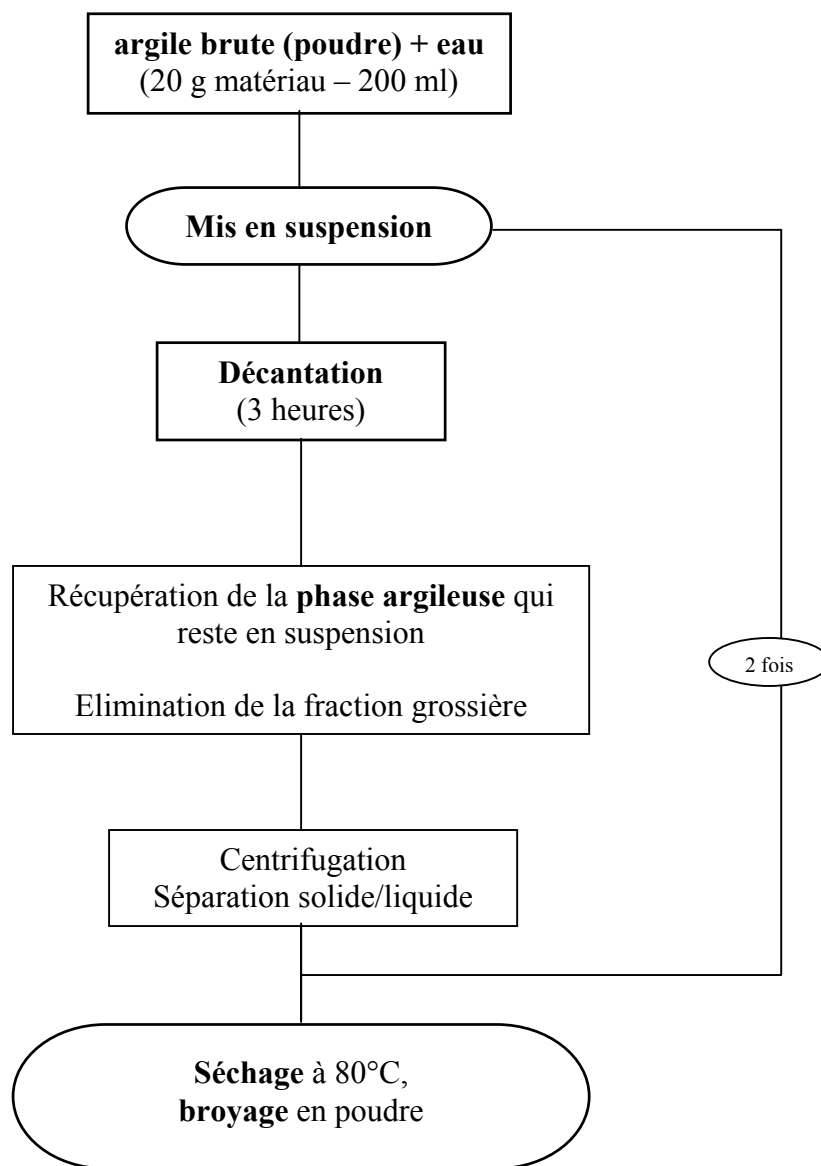 argile brute (poudre) + eau
(20 g matériau – 200 ml)
Mis en suspension
Décantation
(3 heures)
Récupération de la phase argileuse qui
reste en suspension
Elimination de la fraction grossière
2 fois
Centrifugation
Séparation solide/liquide
Séchage à 80°C,
broyage en poudre